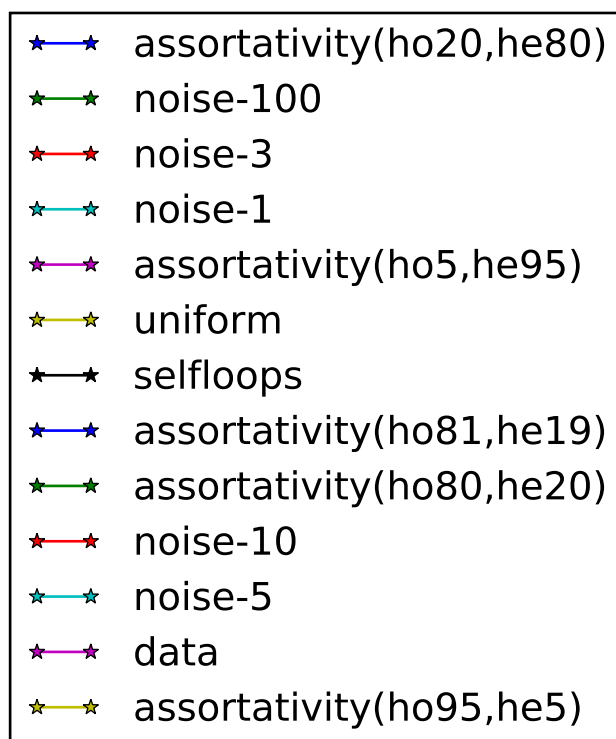 assortativity(ho20,he80)
noise-100
noise-3
noise-1
assortativity(ho5,he95)
uniform
selfloops
assortativity(ho81,he19)
assortativity(ho80,he20)
noise-10
noise-5
data
assortativity(ho95,he5)